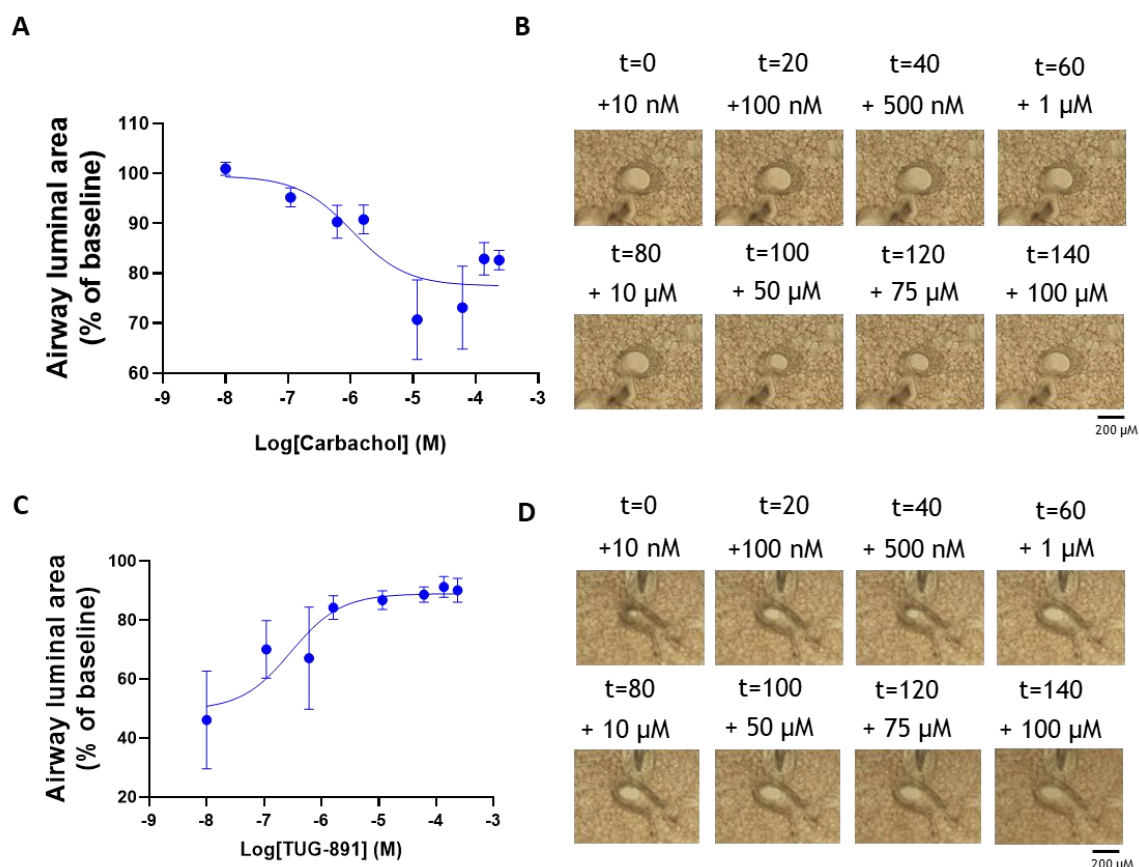 A
Airway luminal area
(% of baseline)
110
100
90
80
70
60
-9
-8
-7
-6
-5
-4
-3
Log[Carbachol] (M)
B
t=0
t=20
t=40
t=60
+10 nM
+100 nM
+ 500 nM
+ 1 µM
t=80
t=100
t=120
t=140
+ 10 µM
+ 50 µM
+ 75 µM
+ 100 µM
200 µM
C
Airway luminal area
(% of baseline)
100
80
60
40
20
-9
-8
-7
-6
-5
-4
-3
Log[TUG-891] (M)
D
t=0
t=20
t=40
t=60
+10 nM
+100 nM
+ 500 nM
+ 1 µM
t=80
t=100
t=120
t=140
+ 10 µM
+ 50 µM
+ 75 µM
+ 100 µM
200 µM